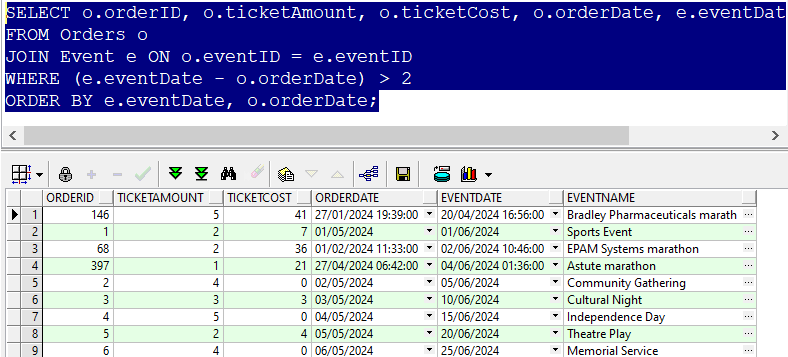 SELECT o.orderID, o.ticketAmount, o.ticketCost, o.orderDate, e.eventDat
FROM Orders o
JOIN Event e ON o.eventID = e.eventID
WHERE (e.eventDate - o.orderDate) > 2
ORDER BY e.eventDate, o.orderDate;
ORDERID TICKETAMOUNT TICKETCOST ORDERDATE EVENTDATE EVENTNAME
1 146 5 41 27/01/2024 19:39:00 20/04/2024 16:56:00 Bradley Pharmaceuticals marath ...
2 1 2 7 01/05/2024 01/06/2024 Sports Event ...
3 68 2 36 01/02/2024 11:33:00 02/06/2024 10:46:00 EPAM Systems marathon ...
4 397 1 21 27/04/2024 06:42:00 04/06/2024 01:36:00 Astute marathon ...
5 2 4 0 02/05/2024 05/06/2024 Community Gathering ...
6 3 3 3 03/05/2024 10/06/2024 Cultural Night ...
7 4 5 0 04/05/2024 15/06/2024 Independence Day ...
8 5 2 4 05/05/2024 20/06/2024 Theatre Play ...
9 6 4 0 06/05/2024 25/06/2024 Memorial Service ...